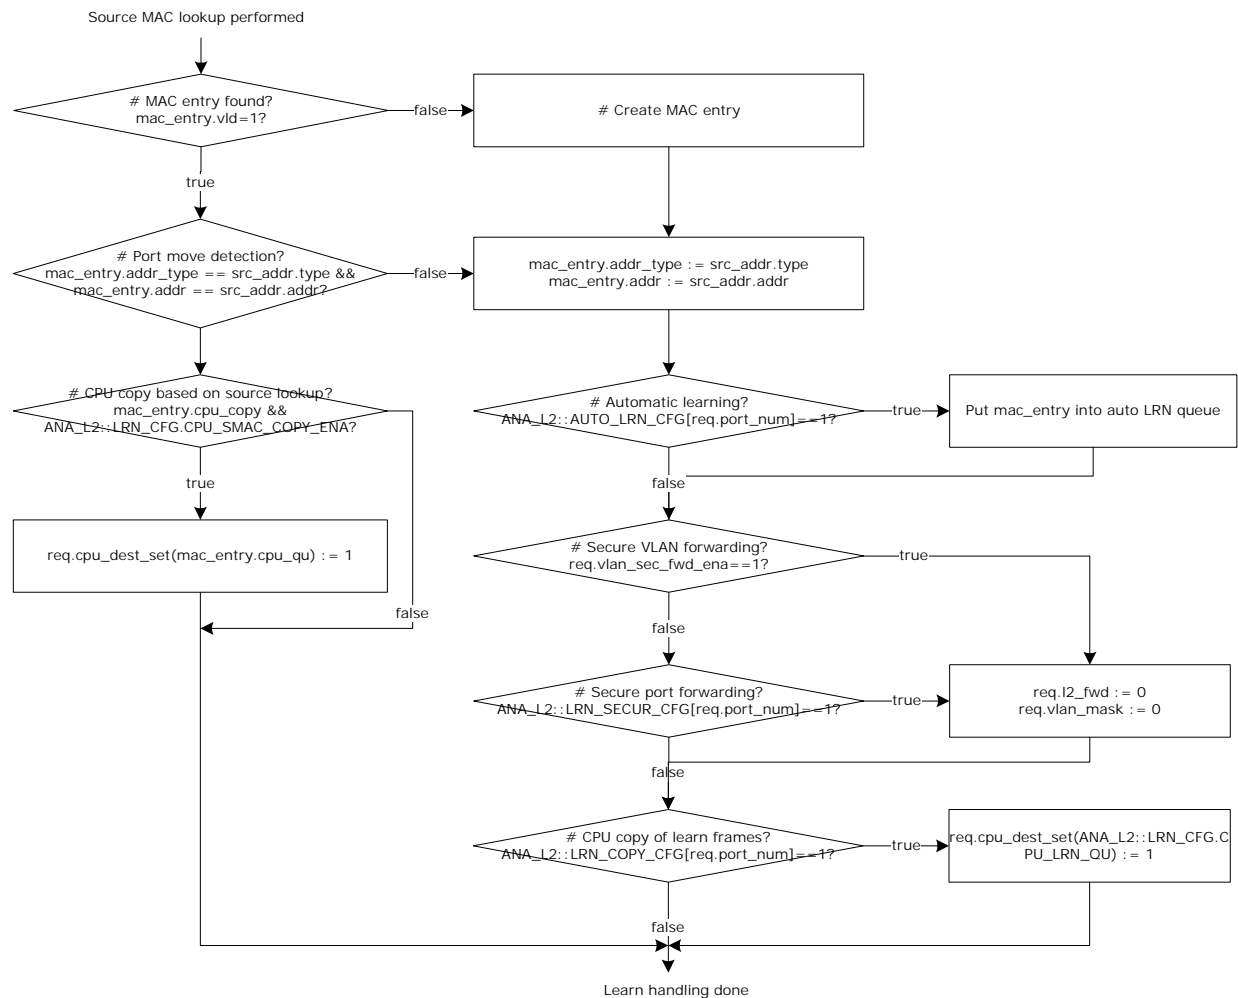 Source MAC lookup performed
# MAC entry found?
mac_entry.vld=1?
false
# Create MAC entry
true
# Port move detection?
mac_entry.addr_type == src_addr.type &&
mac_entry.addr == src_addr.addr?
false
mac_entry.addr_type := src_addr.type
mac_entry.addr := src_addr.addr
# CPU copy based on source lookup?
mac_entry.cpu_copy &&
ANA_L2::LRN_CFG.CPU_SMAC_COPY_ENA?
# Automatic learning?
ANA_L2::AUTO_LRN_CFG[req.port_num]==1?
true
Put mac_entry into auto LRN queue
true
false
req.cpu_dest_set(mac_entry.cpu_qu) := 1
# Secure VLAN forwarding?
req.vlan_sec_fwd_ena==1?
true
false
false
# Secure port forwarding?
ANA_L2::LRN_SECUR_CFG[req.port_num]==1?
true
req.l2_fwd := 0
req.vlan_mask := 0
false
# CPU copy of learn frames?
ANA_L2::LRN_COPY_CFG[req.port_num]==1?
true
req.cpu_dest_set(ANA_L2::LRN_CFG.C
PU_LRN_QU) := 1
false
Learn handling done